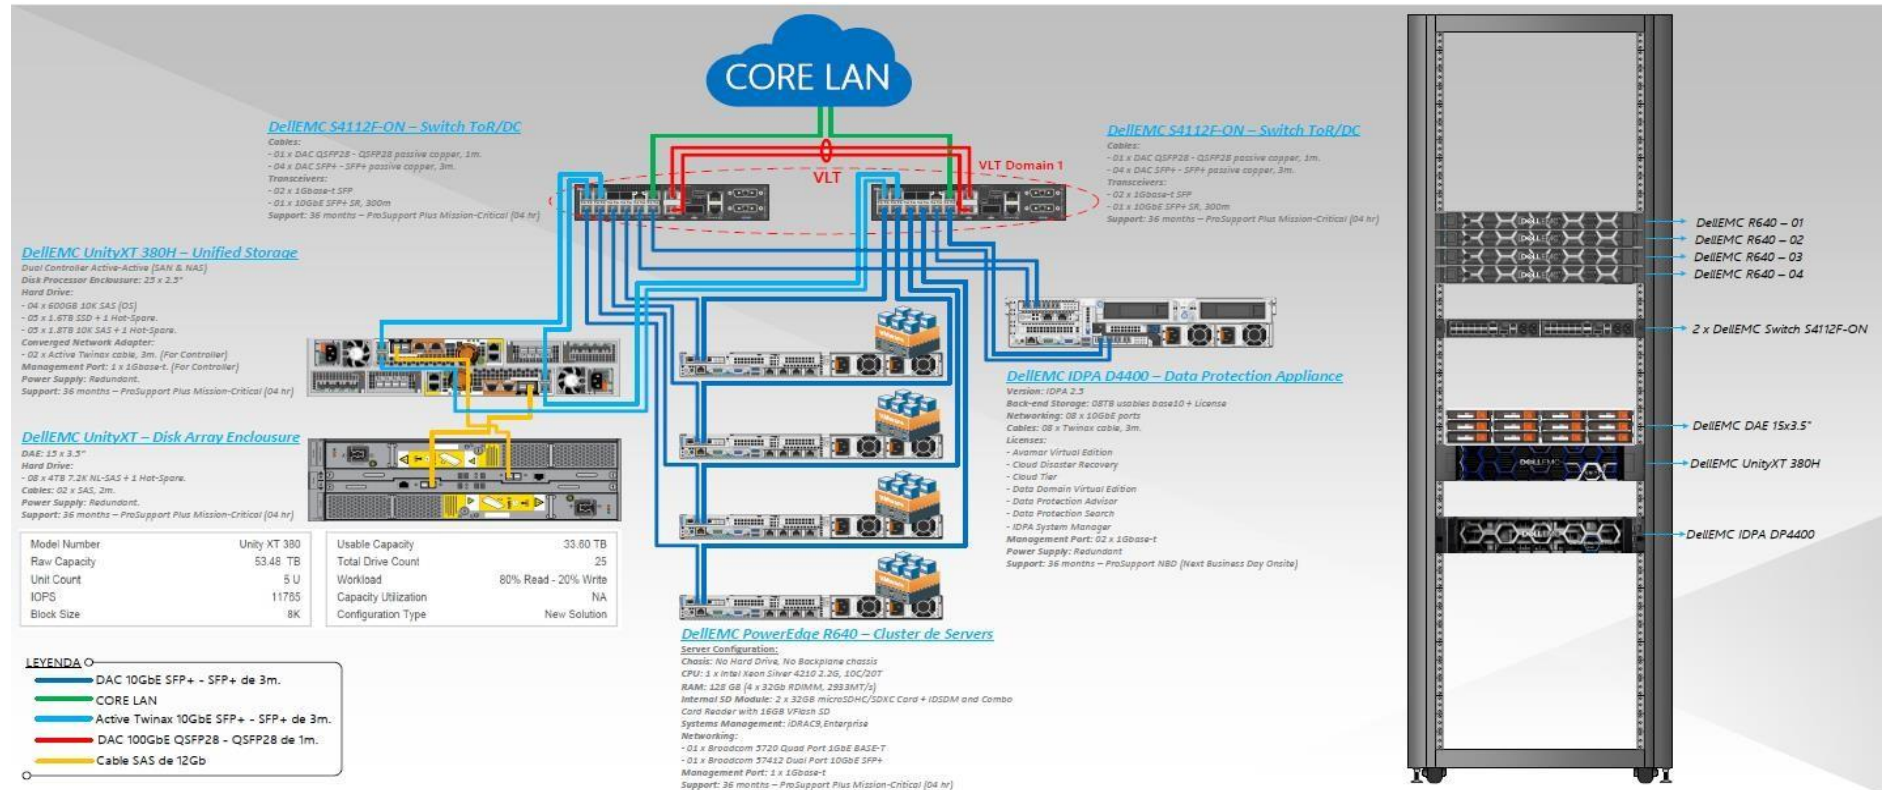 CORE LAN
DellEMC S4112F-ON – Switch ToR/DC
Cables:
- 01 x DAC QSFP28 - QSFP28 passive copper, 1m.
- 04 x DAC SFP+ - SFP+ passive copper, 3m.
Transceivers:
- 02 x 1Gbase-t SFP
- 01 x 10GbE SFP+ SR, 300m
Support: 36 months – ProSupport Plus Mission-Critical (04 hr)
VLT
VLT Domain 1
DellEMC S4112F-ON – Switch ToR/DC
Cables:
- 01 x DAC QSFP28 - QSFP28 passive copper, 1m.
- 04 x DAC SFP+ - SFP+ passive copper, 3m.
Transceivers:
- 02 x 1Gbase-t SFP
- 01 x 10GbE SFP+ SR, 300m
Support: 36 months – ProSupport Plus Mission-Critical (04 hr)
DellEMC UnityXT 380H – Unified Storage
Dual Controller Active-Active (SAN & NAS)
Disk Processor Enclousure: 25 x 2.5"
Hard Drive:
- 04 x 600GB 10K SAS (OS)
- 05 x 1.6TB SSD + 1 Hot-Spare.
- 05 x 1.8TB 10K SAS + 1 Hot-Spare.
Converged Network Adapter:
- 02 x Active Twinax cable, 3m. (For Controller)
Management Port: 1 x 1Gbase-t. (For Controller)
Power Supply: Redundant.
Support: 36 months – ProSupport Plus Mission-Critical (04 hr)
DellEMC UnityXT – Disk Array Enclousure
DAE: 15 x 3.5"
Hard Drive:
- 08 x 4TB 7.2K NL-SAS + 1 Hot-Spare.
Cables: 02 x SAS, 2m.
Power Supply: Redundant.
Support: 36 months – ProSupport Plus Mission-Critical (04 hr)
Model Number Unity XT 380
Raw Capacity 53.48 TB
Unit Count 5 U
IOPS 11765
Block Size 8K
Usable Capacity 33.60 TB
Total Drive Count 25
Workload 80% Read - 20% Write
Capacity Utilization NA
Configuration Type New Solution
LEYENDA
DAC 10GbE SFP+ - SFP+ de 3m.
CORE LAN
Active Twinax 10GbE SFP+ - SFP+ de 3m.
DAC 100GbE QSFP28 - QSFP28 de 1m.
Cable SAS de 12Gb
DellEMC PowerEdge R640 – Cluster de Servers
Server Configuration:
Chasis: No Hard Drive, No Backplane chassis
CPU: 1 x Intel Xeon Silver 4210 2.2G, 10C/20T
RAM: 128 GB (4 x 32Gb RDIMM, 2933MT/s)
Internal SD Module: 2 x 32GB microSDHC/SDXC Card + IDSDM and Combo
Card Reader with 16GB VFlash SD
Systems Management: iDRAC9,Enterprise
Networking:
- 01 x Broadcom 5720 Quad Port 1GbE BASE-T
- 01 x Broadcom 57412 Dual Port 10GbE SFP+
Management Port: 1 x 1Gbase-t
Support: 36 months – ProSupport Plus Mission-Critical (04 hr)
DellEMC IDPA D4400 – Data Protection Appliance
Version: IDPA 2.5
Back-end Storage: 08TB usables base10 + License
Networking: 08 x 10GbE ports
Cables: 08 x Twinax cable, 3m.
Licenses:
- Avamar Virtual Edition
- Cloud Disaster Recovery
- Cloud Tier
- Data Domain Virtual Edition
- Data Protection Advisor
- Data Protection Search
- IDPA System Manager
Management Port: 02 x 1Gbase-t
Power Supply: Redundant
Support: 36 months – ProSupport NBD (Next Business Day Onsite)
DellEMC R640 – 01
DellEMC R640 – 02
DellEMC R640 – 03
DellEMC R640 – 04
2 x DellEMC Switch S4112F-ON
DellEMC DAE 15x3.5"
DellEMC UnityXT 380H
DellEMC IDPA DP4400